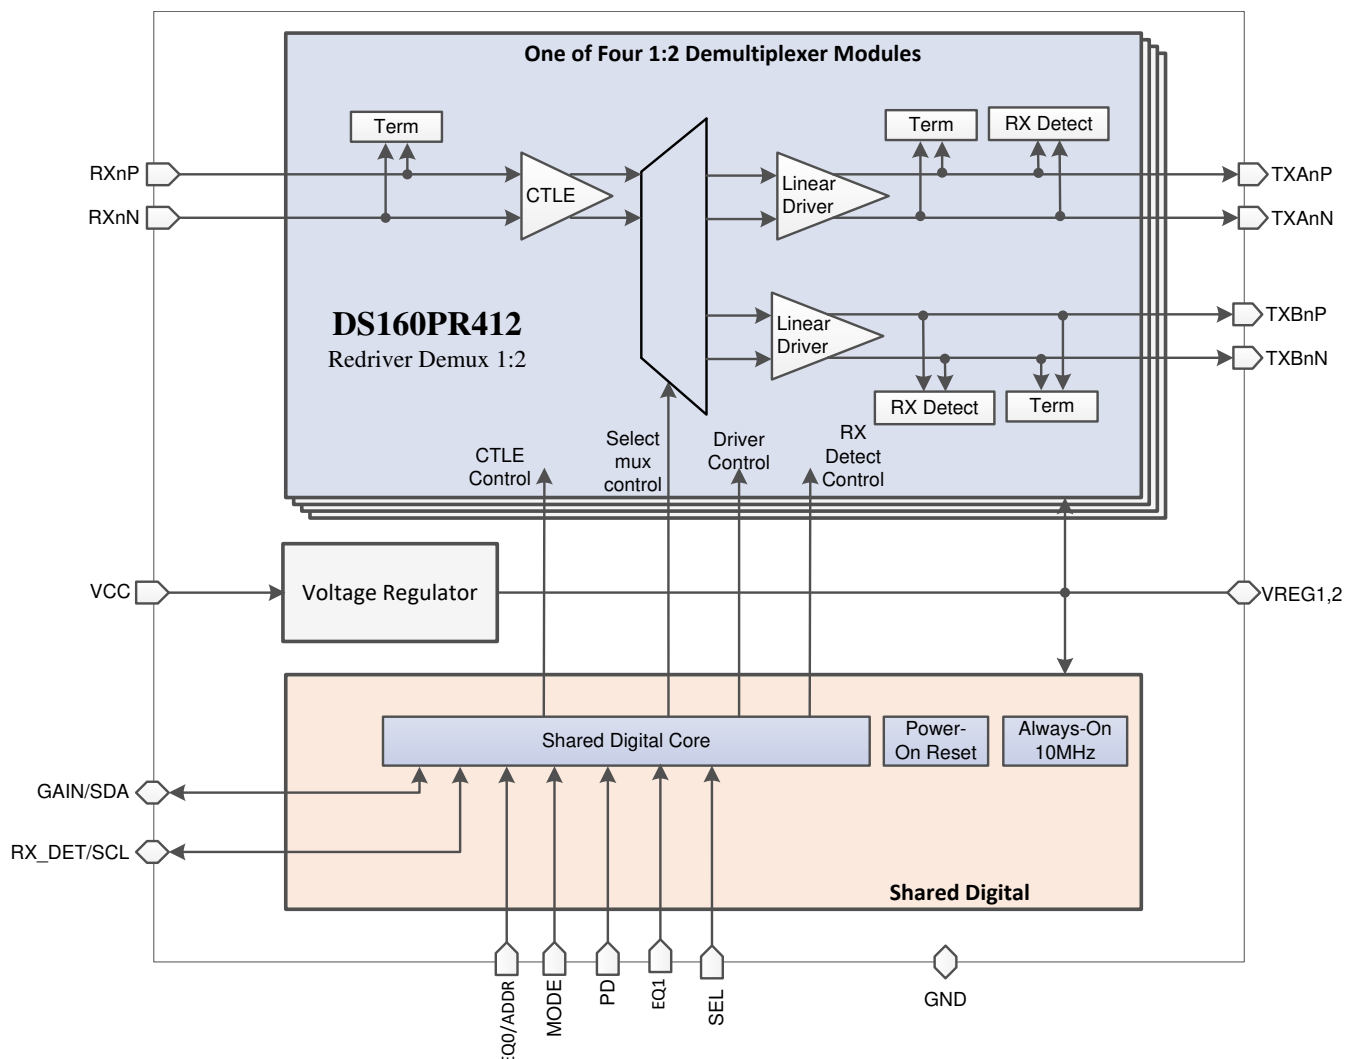 One of Four 1:2 Demultiplexer Modules
Term
Term
RX Detect
RXnP
TXAnP
CTLE
Linear
Driver
RXnN
TXAnN
DS160PR412
Redriver Demux 1:2
Linear
Driver
TXBnP
TXBnN
RX Detect
Term
CTLE
Control
Select
mux
control
Driver
Control
RX
Detect
Control
VCC
Voltage Regulator
VREG1,2
Shared Digital Core
Power-
On Reset
Always-On
10MHz
GAIN/SDA
RX_DET/SCL
Shared Digital
EQ0/ADDR
MODE
PD
EQ1
SEL
GND